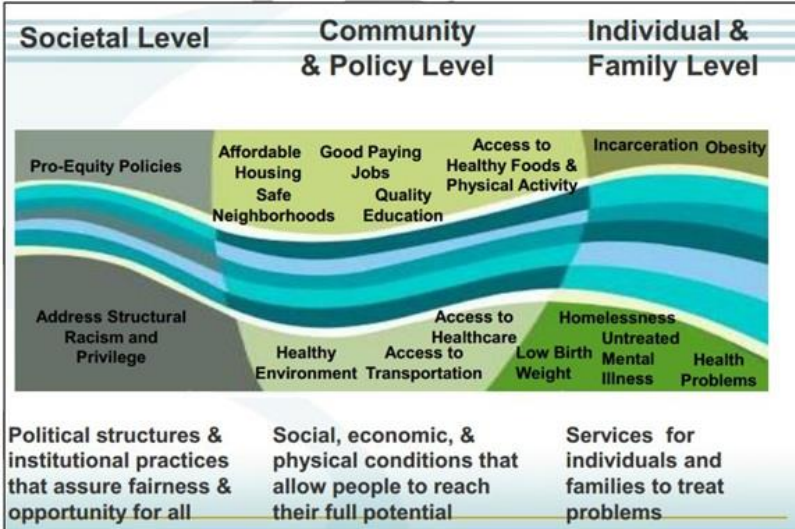 Societal Level
Community
& Policy Level
Individual &
Family Level
Pro-Equity Policies
Affordable
Housing
Safe
Neighborhoods
Good Paying
Jobs
Quality
Education
Access to
Healthy Foods &
Physical Activity
Incarceration
Obesity
Address Structural
Racism and
Privilege
Healthy
Environment
Access to
Transportation
Access to
Healthcare
Low Birth
Weight
Homelessness
Untreated
Mental
Illness
Health
Problems
Political structures &
institutional practices
that assure fairness &
opportunity for all
Social, economic, &
physical conditions that
allow people to reach
their full potential
Services for
individuals and
families to treat
problems